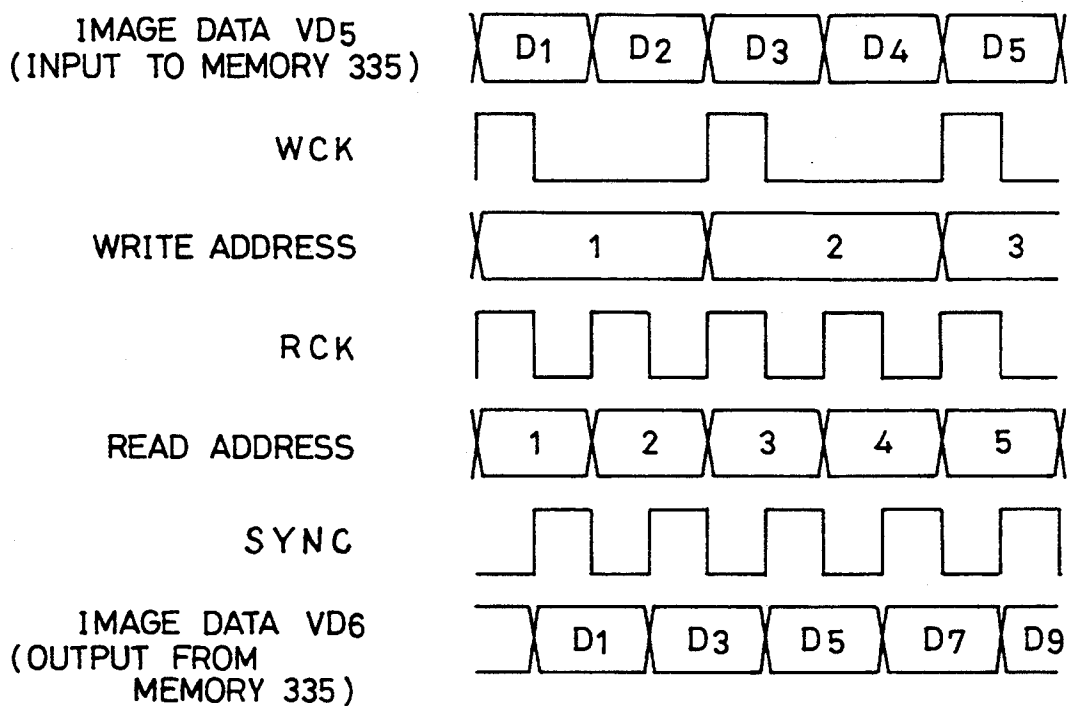 IMAGE DATA VD5
(INPUT TO MEMORY 335)
D1 D2 D3 D4 D5
WCK
WRITE ADDRESS
1 2 3
RCK
READ ADDRESS
1 2 3 4 5
SYNC
IMAGE DATA VD6
(OUTPUT FROM
MEMORY 335)
D1 D3 D5 D7 D9